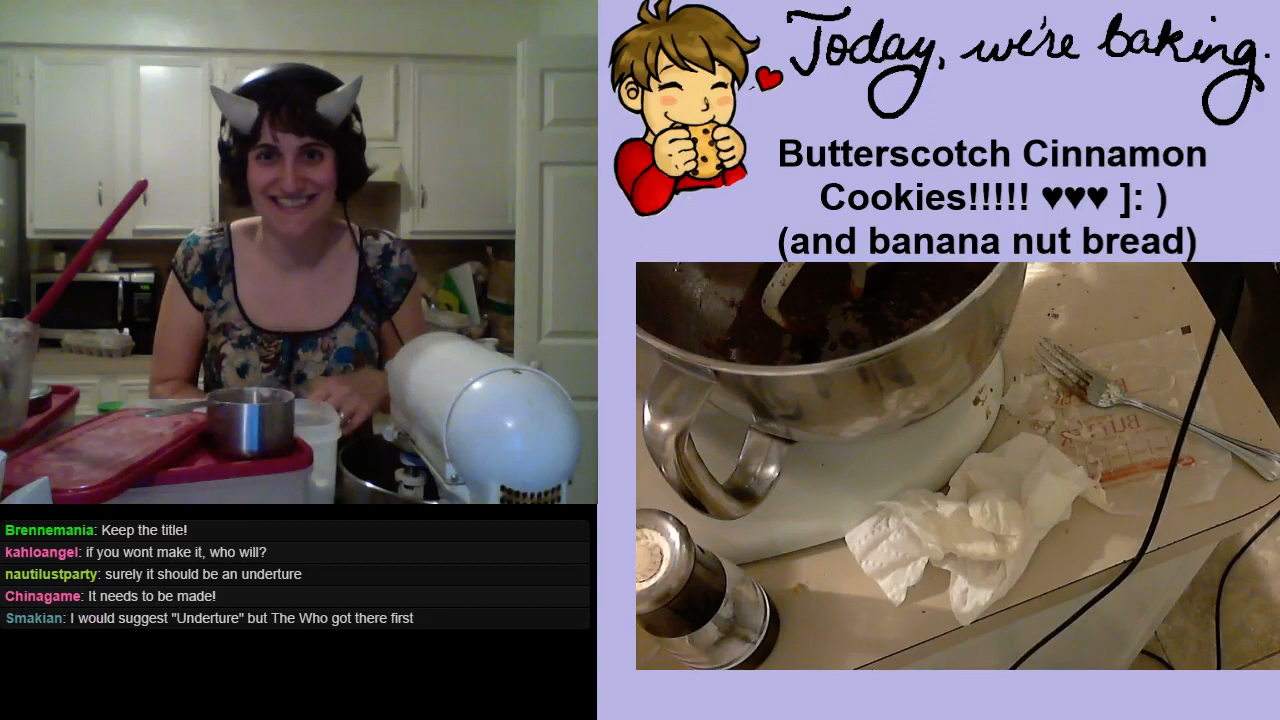 Today, we're baking.
Butterscotch Cinnamon
Cookies!!!!! ♥♥♥ ]: )
(and banana nut bread)
BUTTER
Brennemania: Keep the title!
kahloangel: if you wont make it, who will?
nautilustparty: surely it should be an underture
Chinagame: It needs to be made!
Smakian: I would suggest "Underture" but The Who got there first